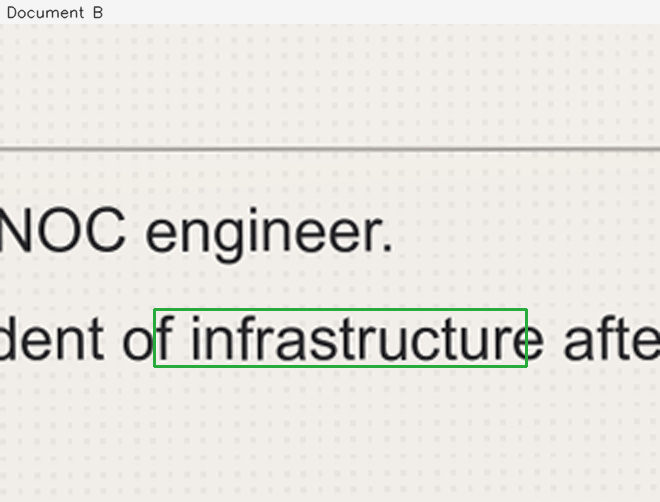 Document B
NOC engineer.
dent of infrastructure afte